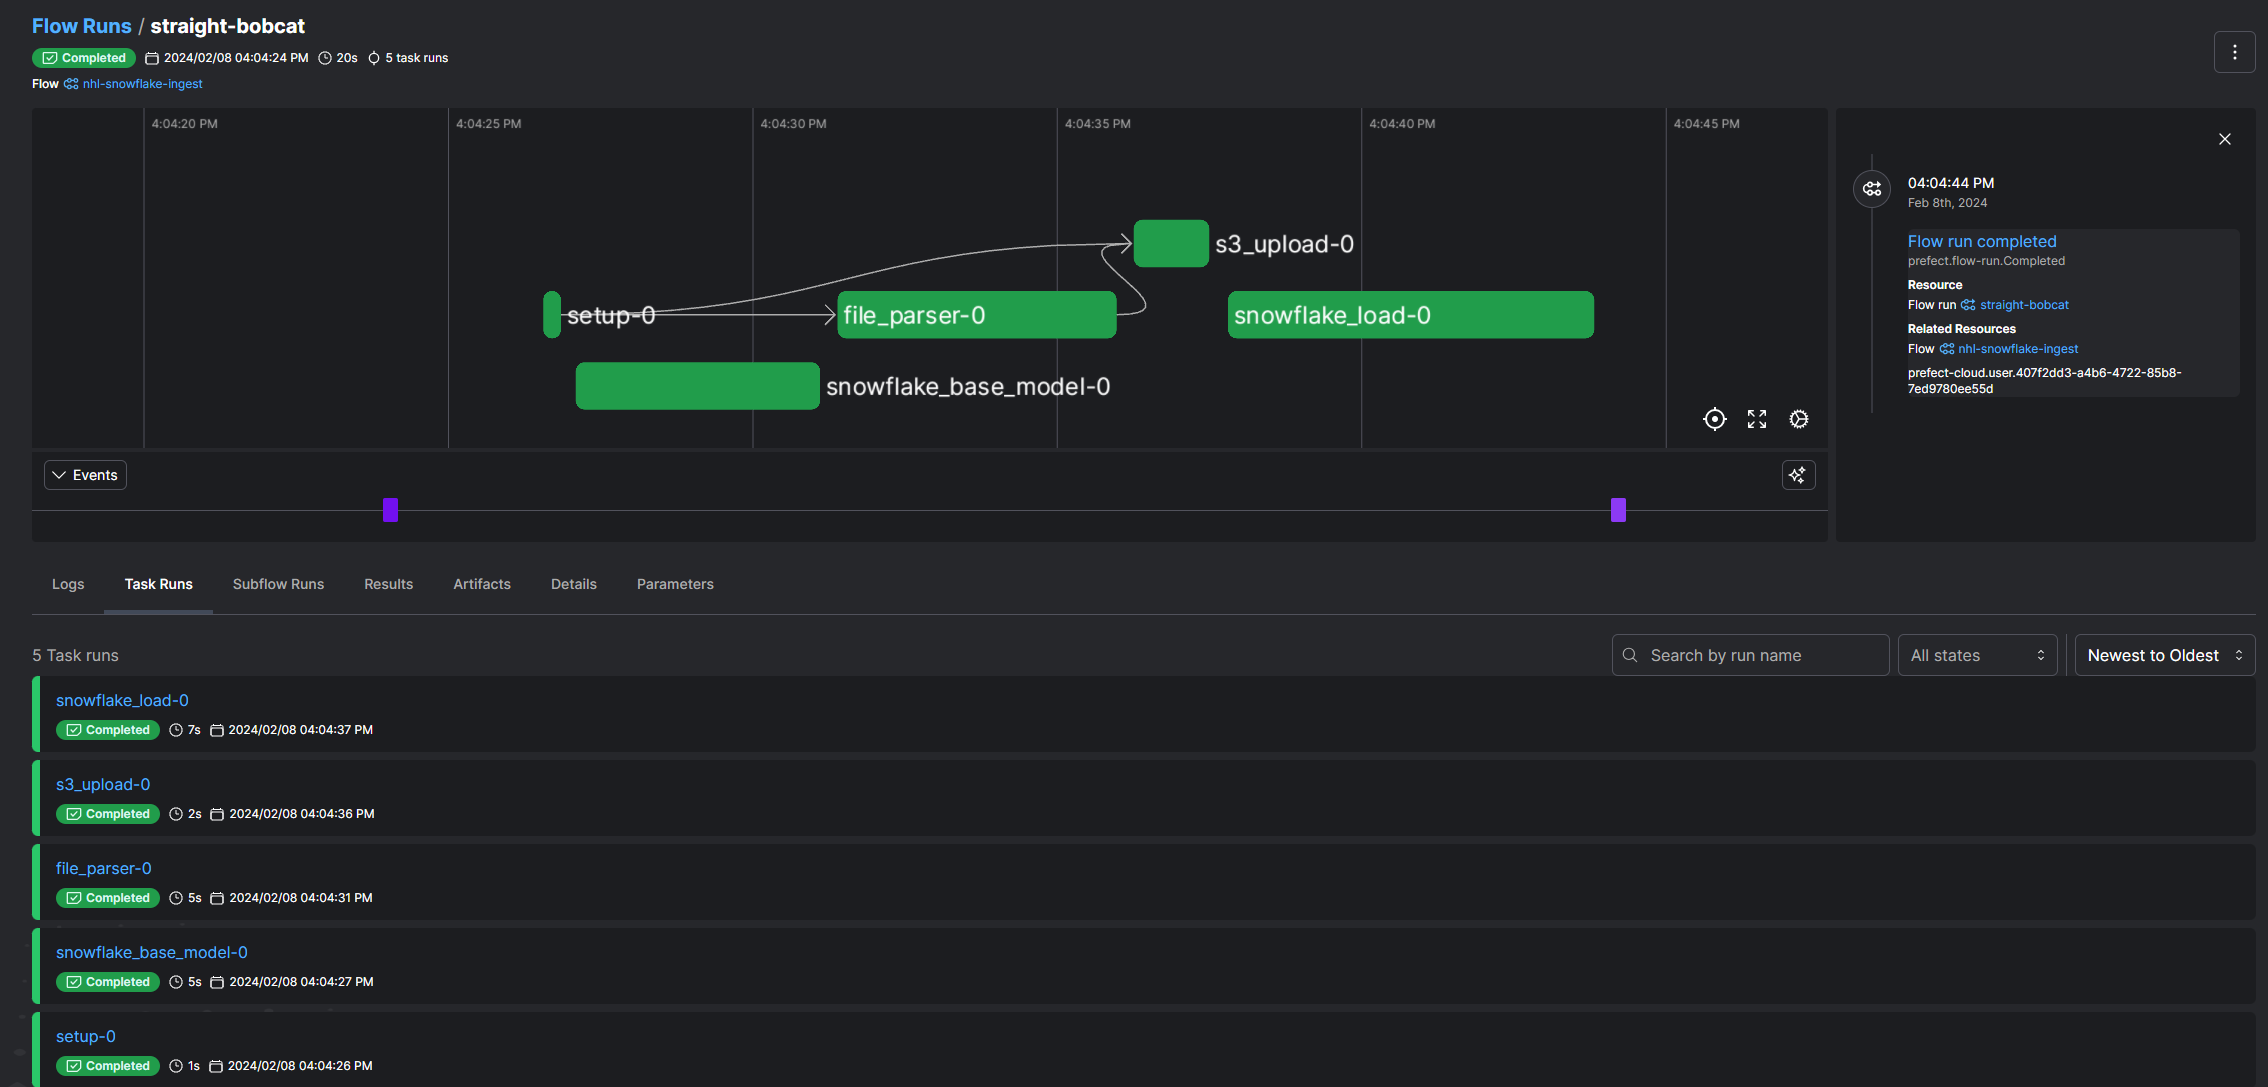 Flow Runs / straight-bobcat
Completed 2024/02/08 04:04:24 PM 20s 5 task runs
Flow nhl-snowflake-ingest
4:04:20 PM 4:04:25 PM 4:04:30 PM 4:04:35 PM 4:04:40 PM 4:04:45 PM
s3_upload-0
setup-0 file_parser-0 snowflake_load-0
snowflake_base_model-0
Events
04:04:44 PM
Feb 8th, 2024
Flow run completed
prefect.flow-run.Completed
Resource
Flow run straight-bobcat
Related Resources
Flow nhl-snowflake-ingest
prefect-cloud.user.407f2dd3-a4b6-4722-85b8-
7ed9780ee55d
Logs Task Runs Subflow Runs Results Artifacts Details Parameters
5 Task runs Search by run name All states Newest to Oldest
snowflake_load-0
Completed 7s 2024/02/08 04:04:37 PM
s3_upload-0
Completed 2s 2024/02/08 04:04:36 PM
file_parser-0
Completed 5s 2024/02/08 04:04:31 PM
snowflake_base_model-0
Completed 5s 2024/02/08 04:04:27 PM
setup-0
Completed 1s 2024/02/08 04:04:26 PM